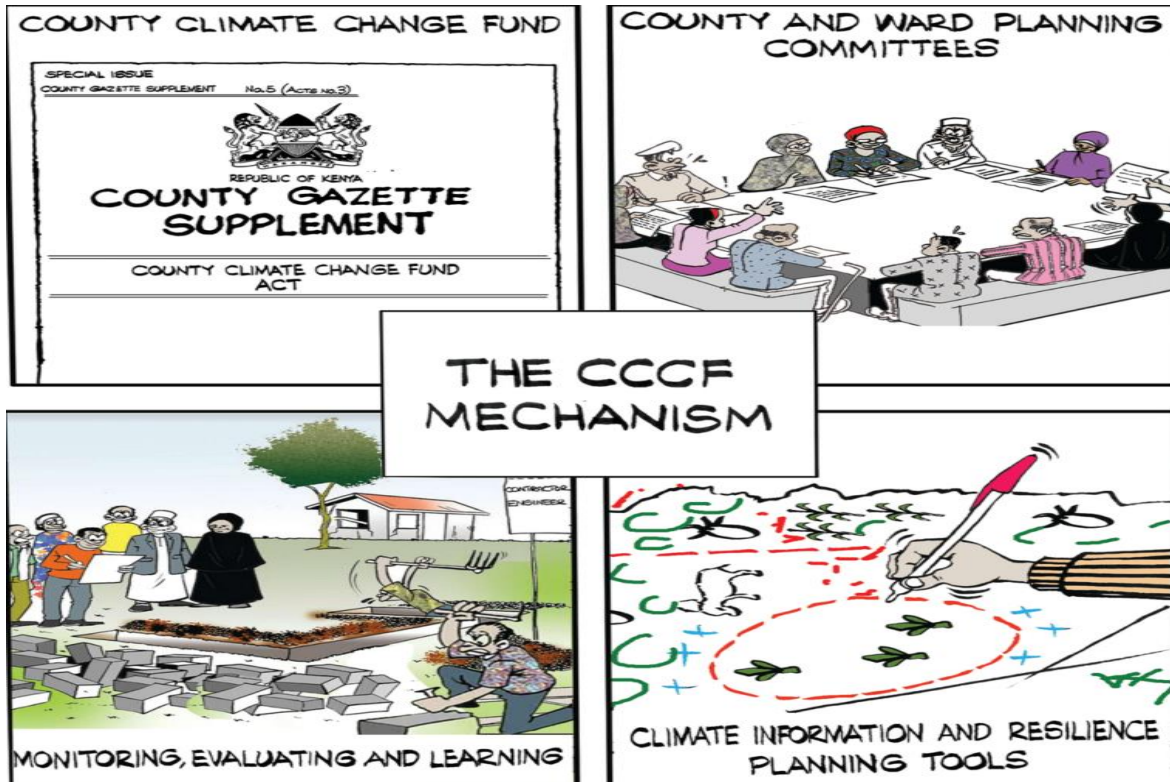 COUNTY CLIMATE CHANGE FUND
SPECIAL ISSUE
COUNTY GAZETTE SUPPLEMENT No.5 (ACTS NO.3)
REPUBLIC OF KENYA
COUNTY GAZETTE
SUPPLEMENT
COUNTY CLIMATE CHANGE FUND
ACT
COUNTY AND WARD PLANNING
COMMITTEES
THE CCCF
MECHANISM
CONTRACTOR
ENGINEER
MONITORING, EVALUATING AND LEARNING
CLIMATE INFORMATION AND RESILIENCE
PLANNING TOOLS